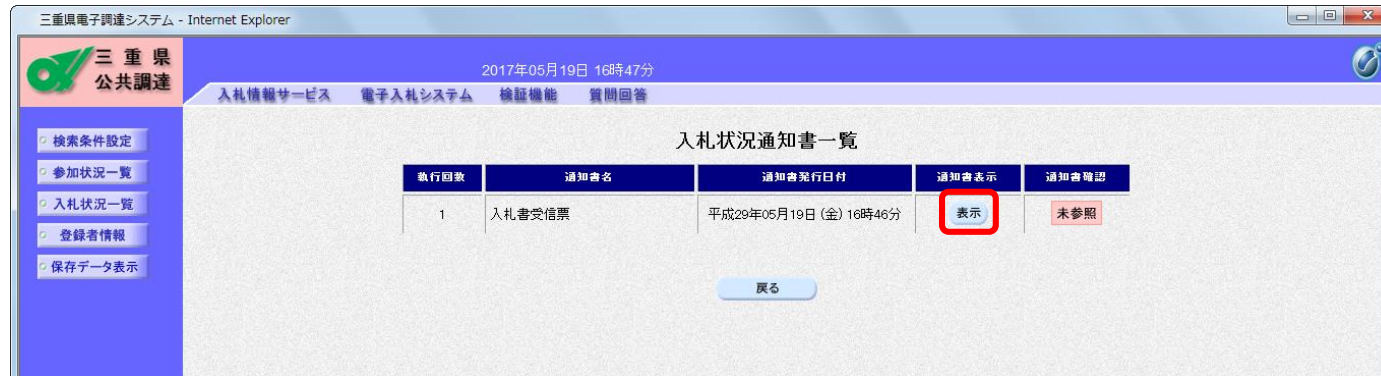 三重県電子調達システム - Internet Explorer
三 重 県
公共調達
2017年05月19日 16時47分
入札情報サービス 電子入札システム 検証機能 質問回答
検索条件設定
参加状況一覧
入札状況一覧
登録者情報
保存データ表示
入札状況通知書一覧
執行回数 通知書名 通知書発行日付 通知書表示 通知書確認
1 入札書受信票 平成29年05月19日 (金) 16時46分 表示 未参照
戻る